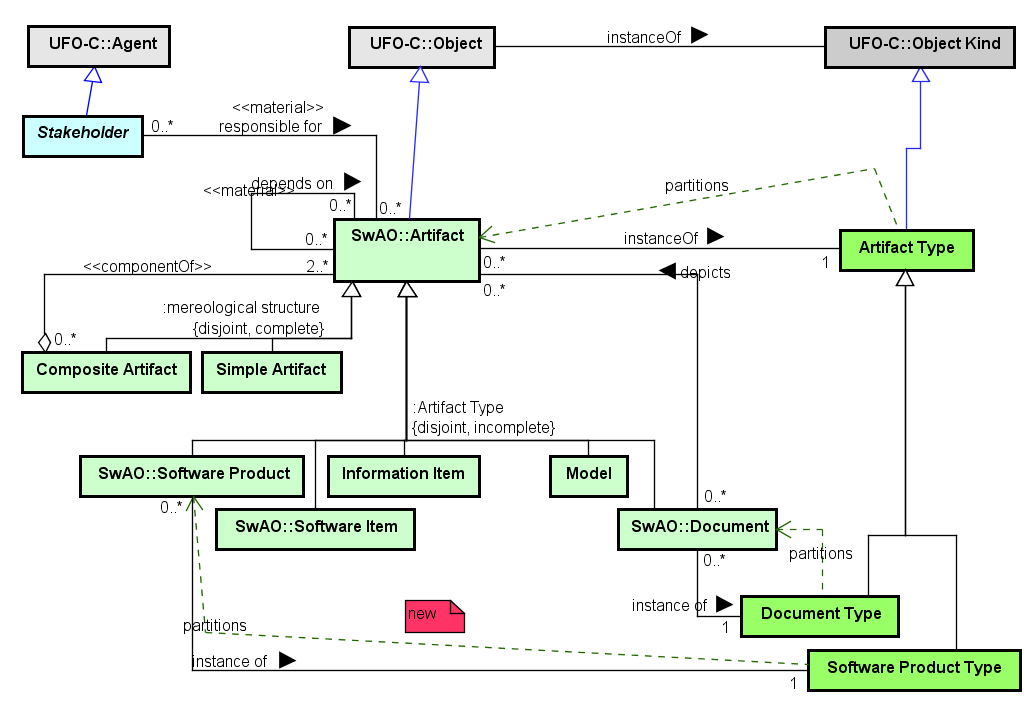 UFO-C::Agent
UFO-C::Object
instanceOf
UFO-C::Object Kind
<<material>>
Stakeholder
0..*
responsible for
depends on
<<material>>
partitions
0..*
0..*
SwAO::Artifact
0..*
instanceOf
Artifact Type
<<componentOf>>
2..*
0..*
1
depicts
0..*
:mereological structure
{disjoint, complete}
0..*
Composite Artifact
Simple Artifact
:Artifact Type
{disjoint, incomplete}
SwAO::Software Product
Information Item
Model
0..*
0..*
SwAO::Software Item
SwAO::Document
partitions
0..*
instance of
new
Document Type
1
partitions
instance of
Software Product Type
1